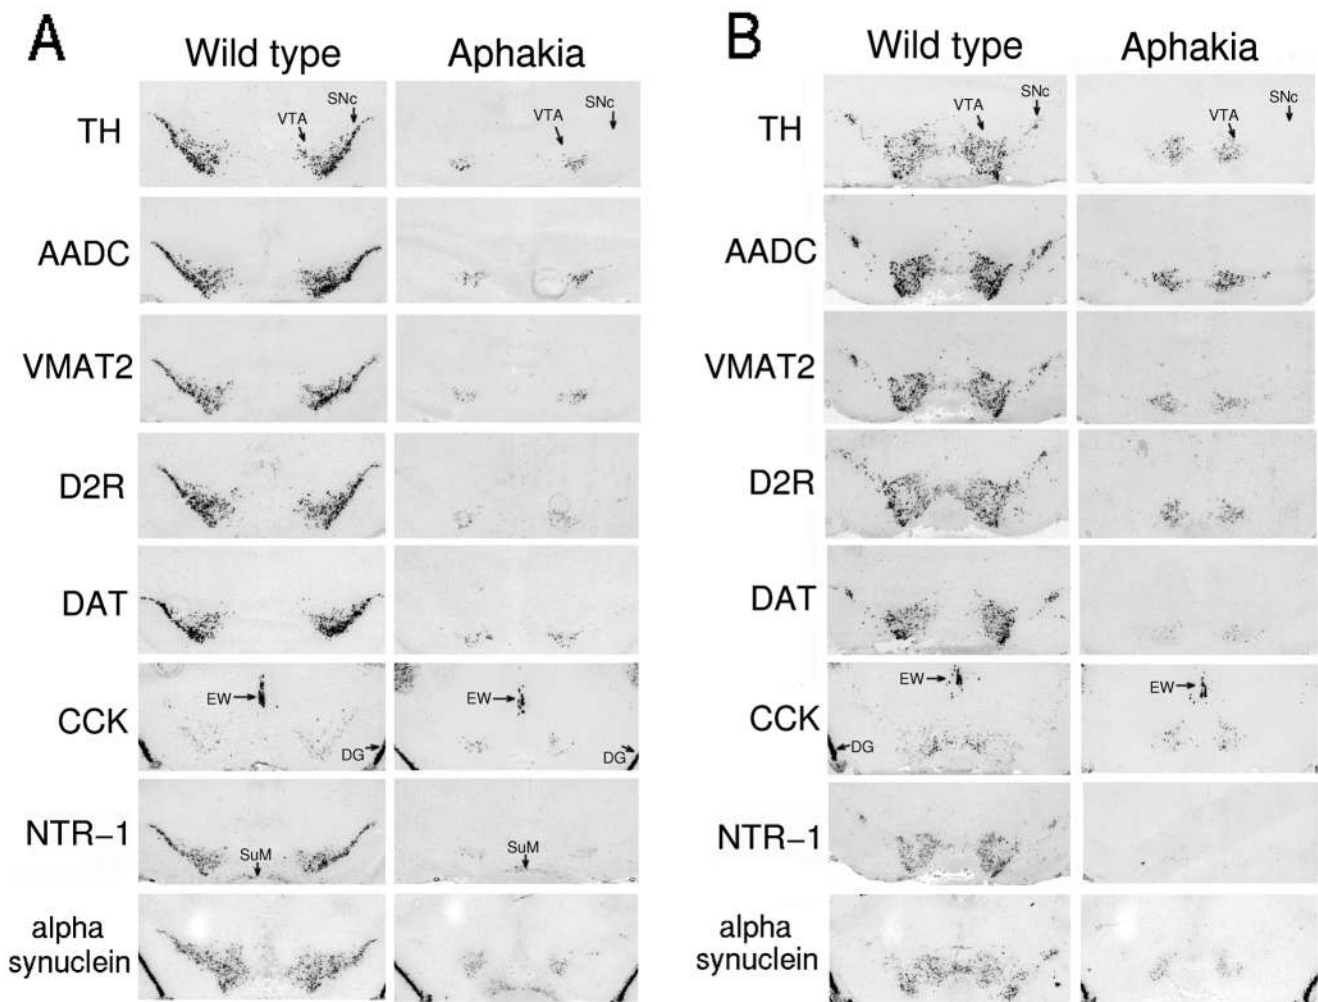 A
Wild type
Aphakia
TH
VTA
SNc
VTA
SNc
AADC
VMAT2
D2R
DAT
CCK
EW
DG
EW
DG
NTR-1
SuM
SuM
alpha
synuclein
B
Wild type
Aphakia
TH
VTA
SNc
VTA
SNc
AADC
VMAT2
D2R
DAT
CCK
EW
DG
EW
NTR-1
alpha
synuclein